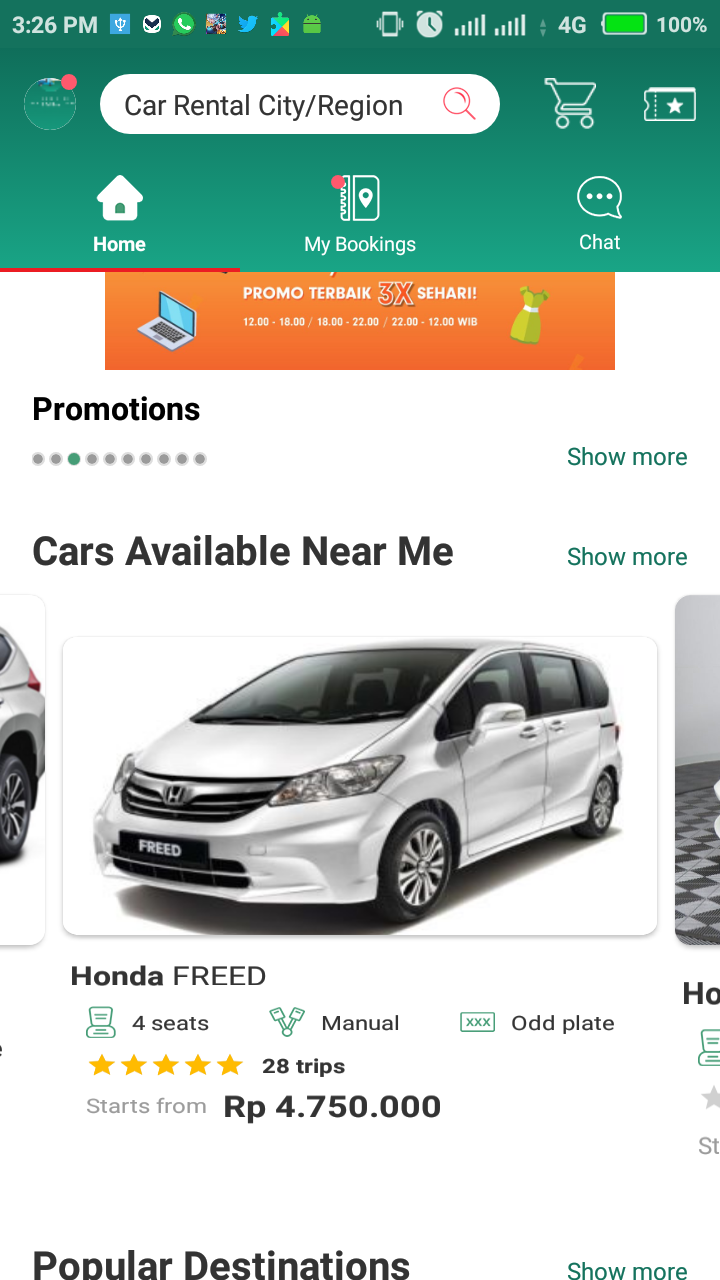 3:26 PM
4G
100%
Car Rental City/Region
Home
My Bookings
Chat
PROMO TERBAIK 3X SEHARI!
12.00 - 18.00 / 18.00 - 22.00 / 22.00 - 12.00 WIB
Promotions
Show more
Cars Available Near Me
Show more
FREED
Honda FREED
Ho
4 seats
Manual
XXX
Odd plate
e
28 trips
Starts from Rp 4.750.000
St
Popular Destinations
Show more